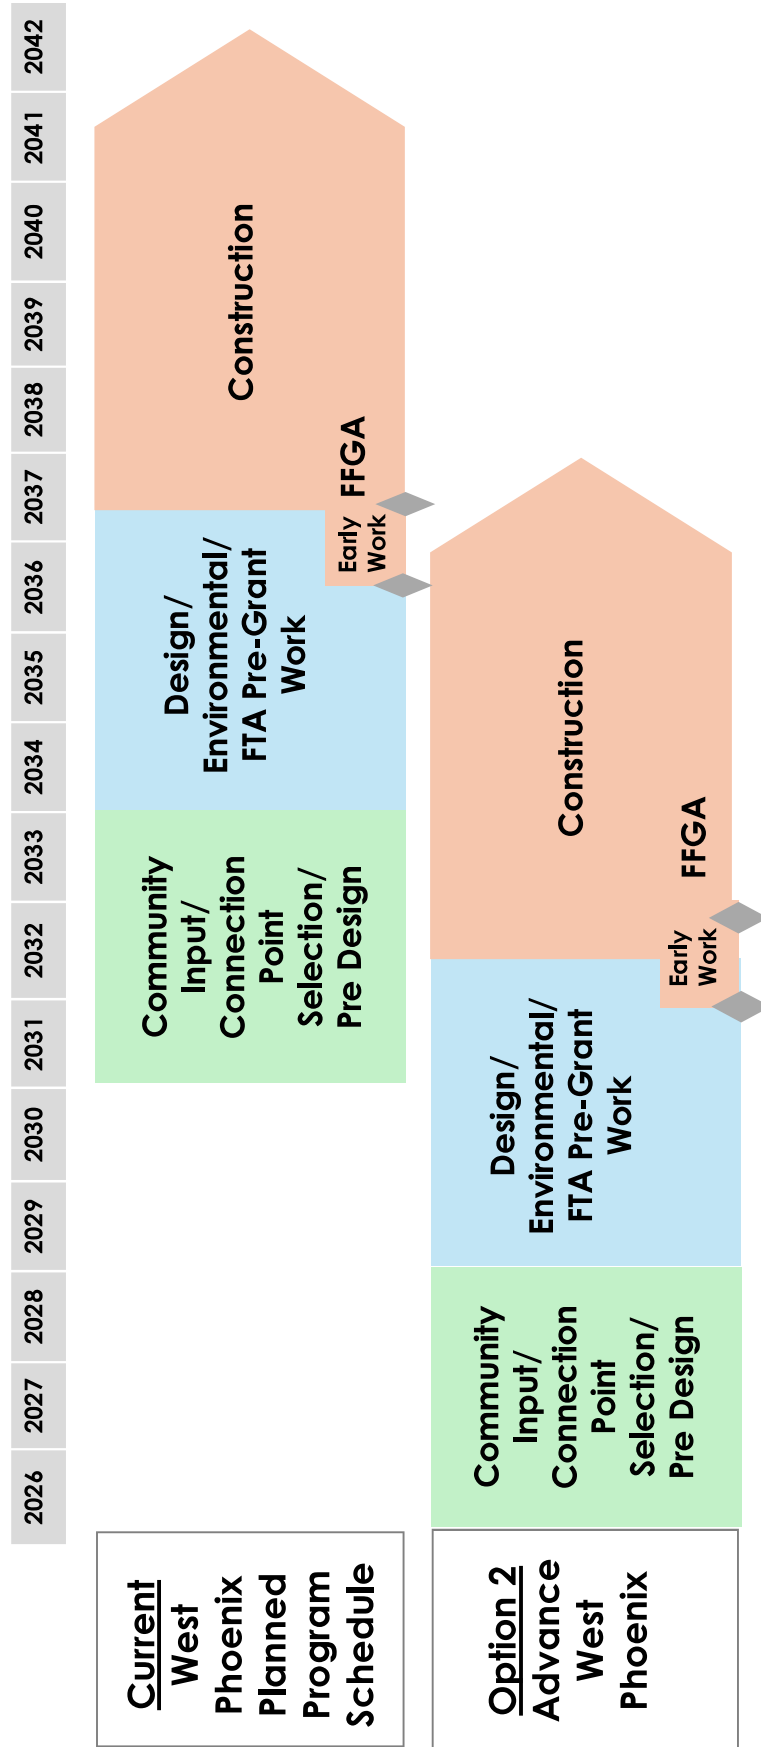 2026 2027 2028 2029 2030 2031 2032 2033 2034 2035 2036 2037 2038 2039 2040 2041 2042
Current
West
Phoenix
Planned
Program
Schedule
Community
Input/
Connection
Point
Selection/
Pre Design
Design/
Environmental/
FTA Pre-Grant
Work
Early
Work
FFGA
Construction
Option 2
Advance
West
Phoenix
Community
Input/
Connection
Point
Selection/
Pre Design
Design/
Environmental/
FTA Pre-Grant
Work
Early
Work
FFGA
Construction